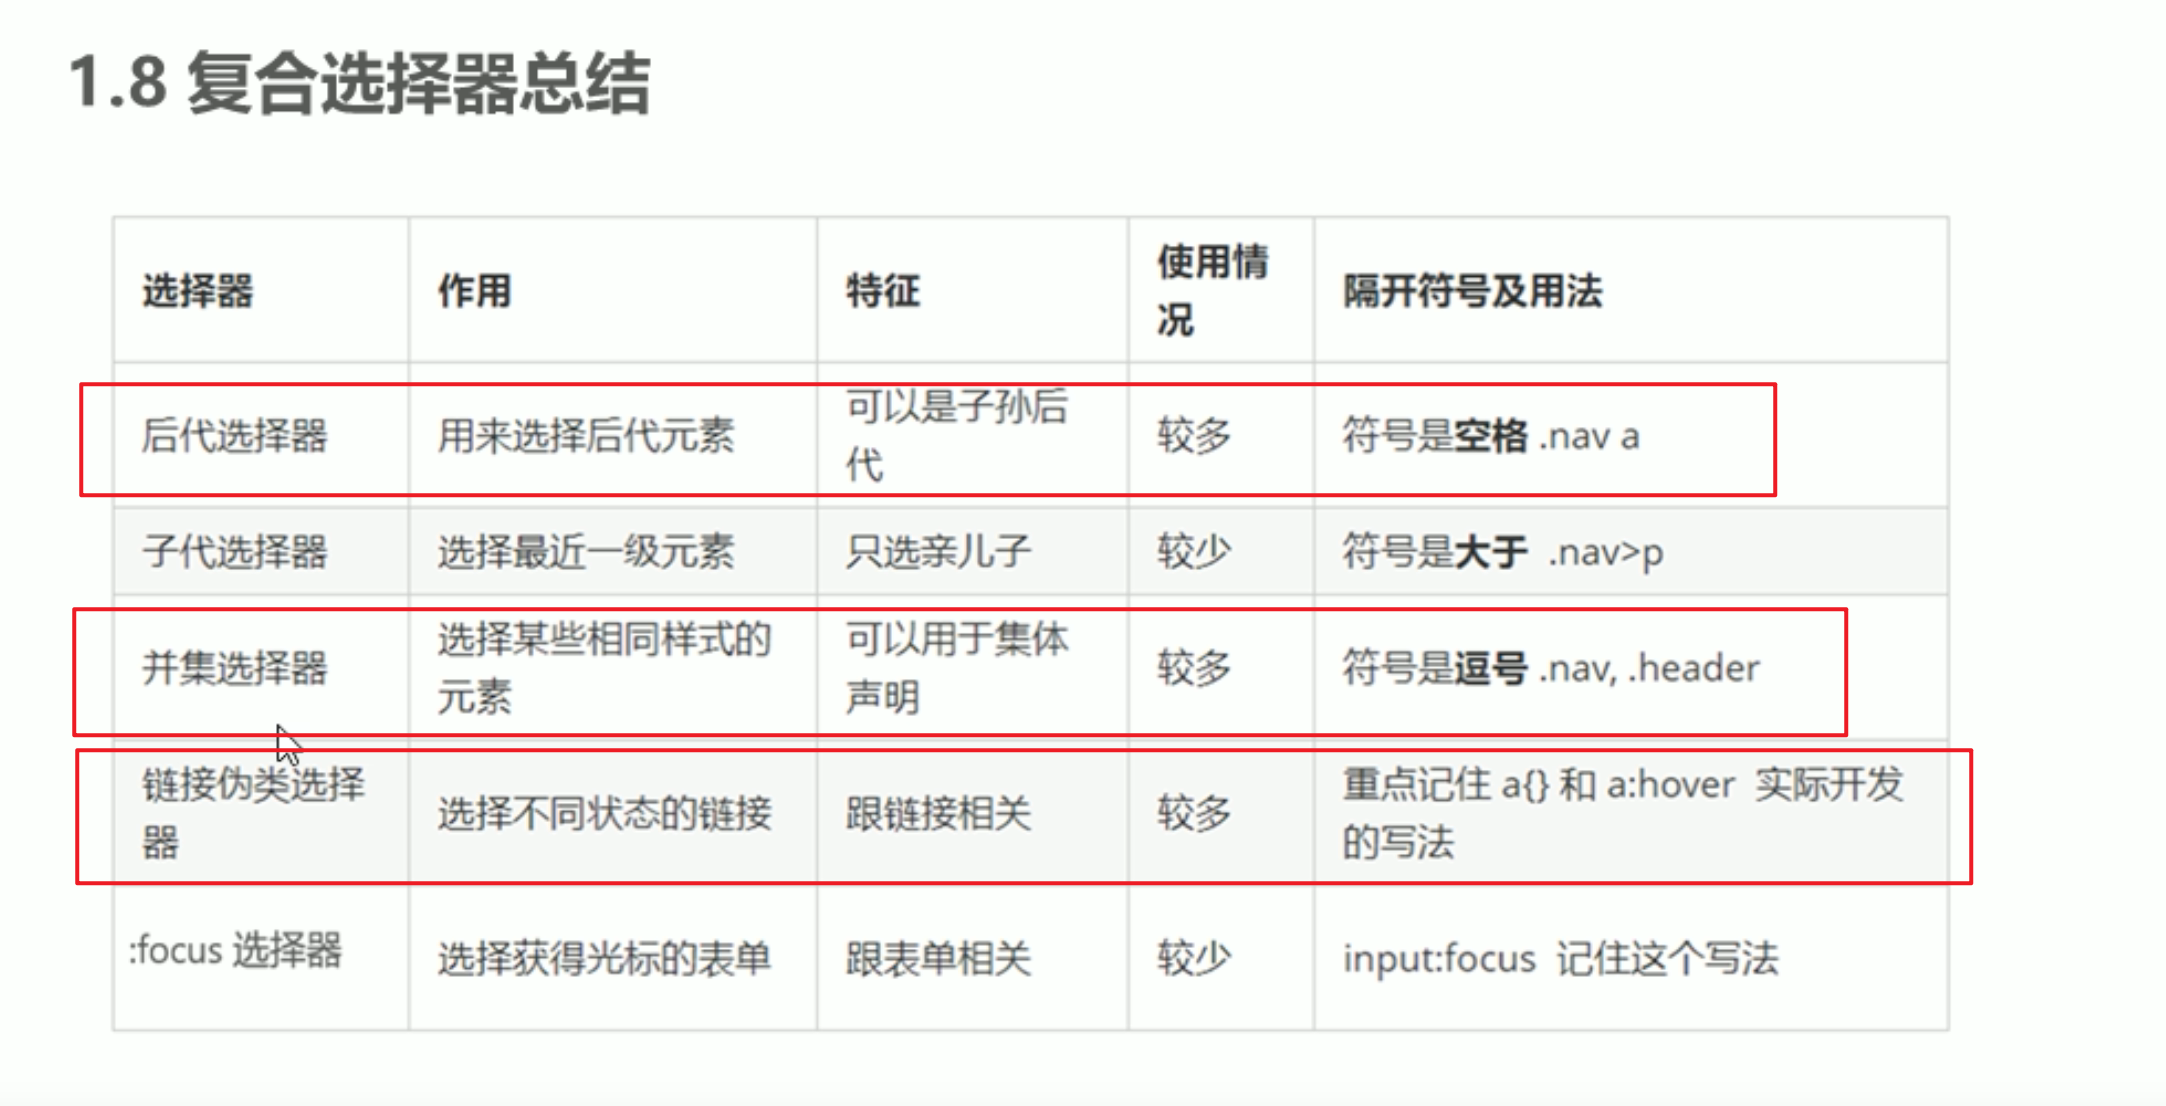 1.8 复合选择器总结
选择器 作用 特征 使用情
况 隔开符号及用法
后代选择器 用来选择后代元素 可以是子孙后
代 较多 符号是空格 .nav a
子代选择器 选择最近一级元素 只选亲儿子 较少 符号是大于 .nav>p
并集选择器 选择某些相同样式的
元素 可以用于集体
声明 较多 符号是逗号 .nav, .header
链接伪类选择
器 选择不同状态的链接 跟链接相关 较多 重点记住 a{} 和 a:hover 实际开发
的写法
:focus 选择器 选择获得光标的表单 跟表单相关 较少 input:focus 记住这个写法